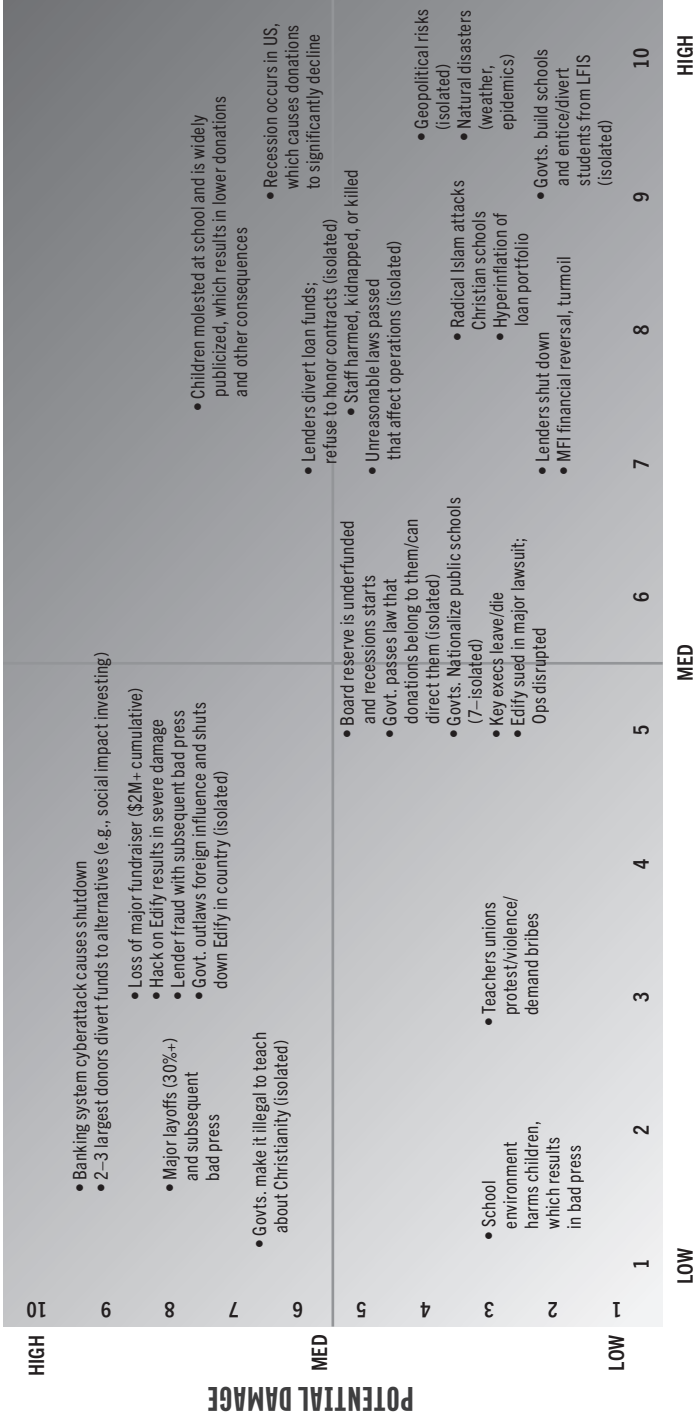 POTENTIAL DAMAGE
HIGH
MED
LOW
10
9
8
7
6
5
4
3
2
1
• Banking system cyberattack causes shutdown
• 2–3 largest donors divert funds to alternatives (e.g., social impact investing)
• Loss of major fundraiser ($2M+ cumulative)
• Hack on Edify results in severe damage
• Lender fraud with subsequent bad press
• Govt. outlaws foreign influence and shuts
down Edify in country (isolated)
• Major layoffs (30%+)
and subsequent
bad press
• Govts. make it illegal to teach
about Christianity (isolated)
• Children molested at school and is widely
publicized, which results in lower donations
and other consequences
• Recession occurs in US,
which causes donations
to significantly decline
• Lenders divert loan funds;
refuse to honor contracts (isolated)
• Staff harmed, kidnapped, or killed
• Unreasonable laws passed
that affect operations (isolated)
• Board reserve is underfunded
and recessions starts
• Govt. passes law that
donations belong to them/can
direct them (isolated)
• Govts. Nationalize public schools
(7–isolated)
• Key execs leave/die
• Edify sued in major lawsuit;
Ops disrupted
• Geopolitical risks
(isolated)
• Natural disasters
(weather,
epidemics)
• Radical Islam attacks
Christian schools
• Hyperinflation of
loan portfolio
• Govts. build schools
and entice/divert
students from LFIS
(isolated)
• Lenders shut down
• MFI financial reversal, turmoil
• Teachers unions
protest/violence/
demand bribes
• School
environment
harms children,
which results
in bad press
1
2
3
4
5
6
7
8
9
10
LOW
MED
HIGH